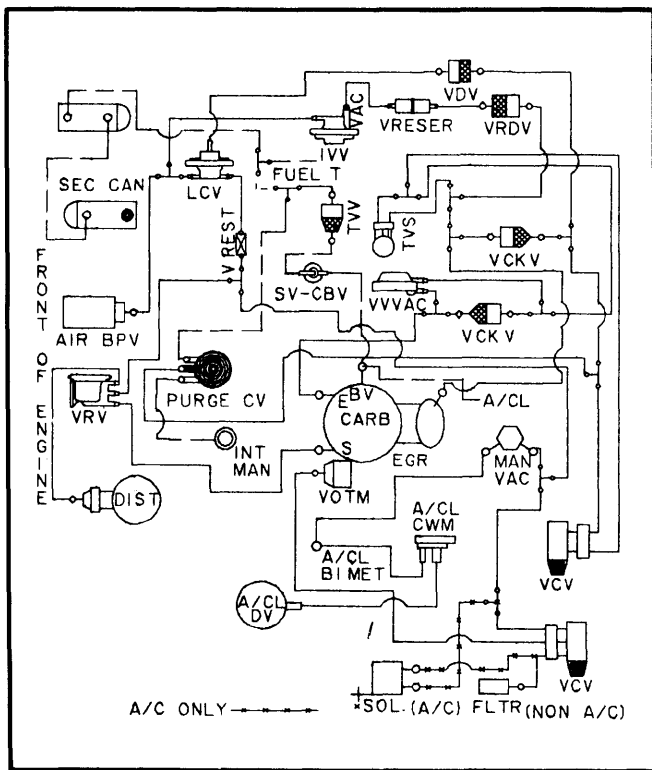 VDV
VAC
IVV
VRESER
VRDV
FUEL T
SEC CAN
LCV
TVV
TVS
VCKV
V REST
SV-CBV
VVVAC
VCKV
FRONT OF ENGINE
AIR BPV
PURGE CV
VRV
INT
MAN
E BV
CARB
S
A/CL
EGR
MAN
VAC
VOTM
DIST
A/CL
CWM
A/CL
BIMET
VCV
A/CL
DV
VCV
A/C ONLY
SOL. (A/C) FLTR (NON A/C)